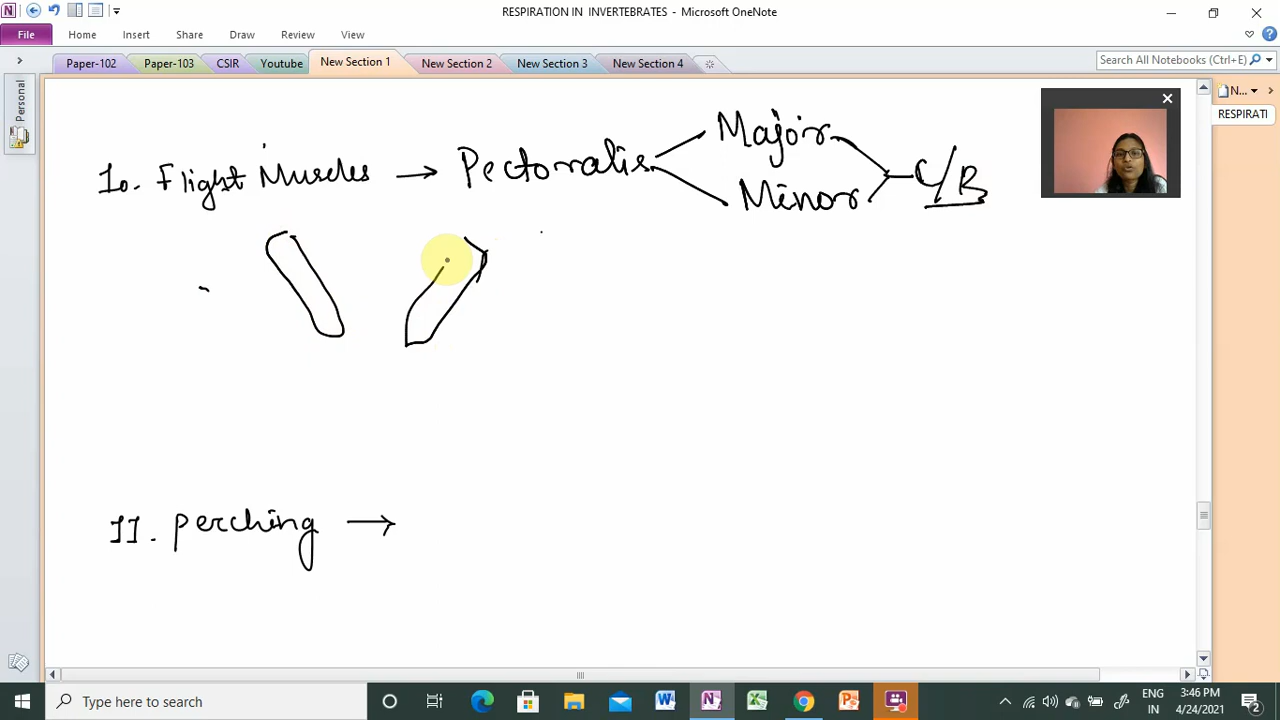 RESPIRATION IN INVERTEBRATES - Microsoft OneNote
File Home Insert Share Draw Review View
Paper-102 Paper-103 CSIR Youtube New Section 1 New Section 2 New Section 3 New Section 4 Search All Notebooks (Ctrl+E)
Personal
N...
RESPIRATI
10. Flight Muscles → Pectoralis Major Minor C/B
11. perching →
Type here to search
ENG
IN
3:46 PM
4/24/2021
2